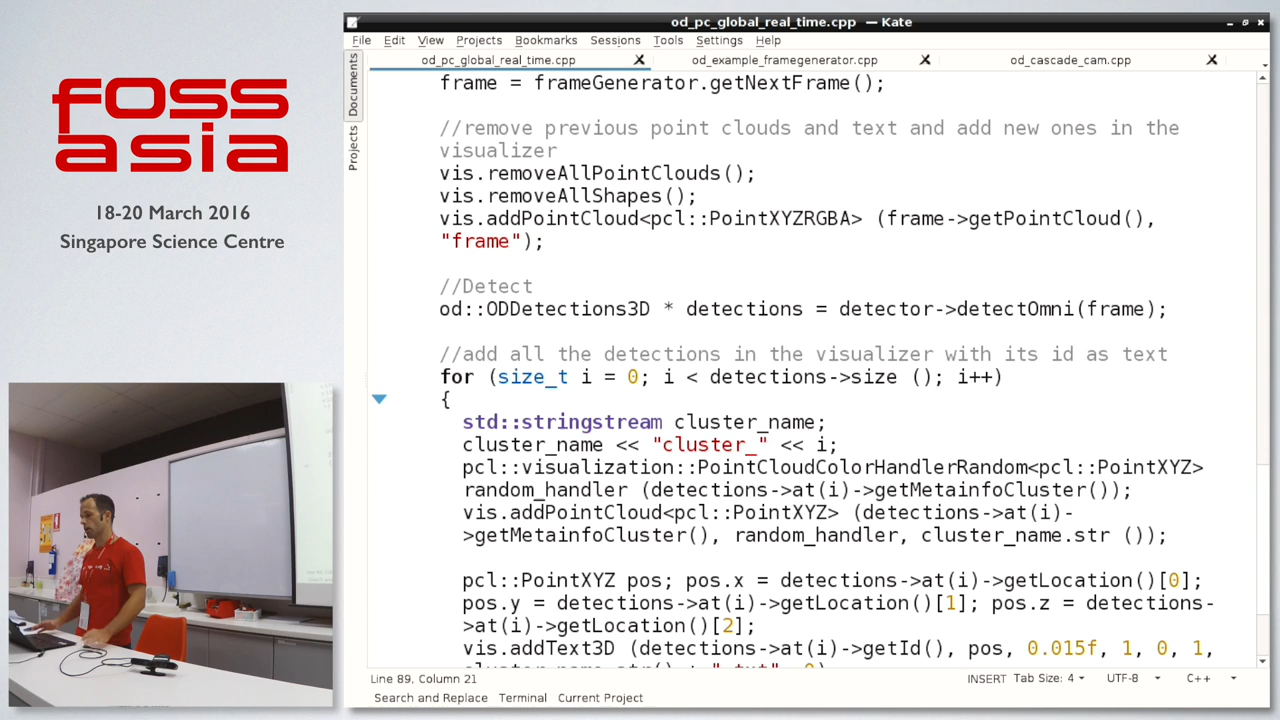 foss
asia
18-20 March 2016
Singapore Science Centre
od_pc_global_real_time.cpp — Kate
File Edit View Projects Bookmarks Sessions Tools Settings Help
od_pc_global_real_time.cpp od_example_framegenerator.cpp od_cascade_cam.cpp
Documents
Projects
frame = frameGenerator.getNextFrame();
//remove previous point clouds and text and add new ones in the
visualizer
vis.removeAllPointClouds();
vis.removeAllShapes();
vis.addPointCloud<pcl::PointXYZRGBA> (frame->getPointCloud(),
"frame");
//Detect
od::ODDetections3D * detections = detector->detectOmni(frame);
//add all the detections in the visualizer with its id as text
for (size_t i = 0; i < detections->size (); i++)
{
std::stringstream cluster_name;
cluster_name << "cluster_" << i;
pcl::visualization::PointCloudColorHandlerRandom<pcl::PointXYZ>
random_handler (detections->at(i)->getMetainfoCluster());
vis.addPointCloud<pcl::PointXYZ> (detections->at(i)-
>getMetainfoCluster(), random_handler, cluster_name.str ());
pcl::PointXYZ pos; pos.x = detections->at(i)->getLocation()[0];
pos.y = detections->at(i)->getLocation()[1]; pos.z = detections-
>at(i)->getLocation()[2];
vis.addText3D (detections->at(i)->getId(), pos, 0.015f, 1, 0, 1,
Line 89, Column 21 INSERT Tab Size: 4 UTF-8 C++
Search and Replace Terminal Current Project